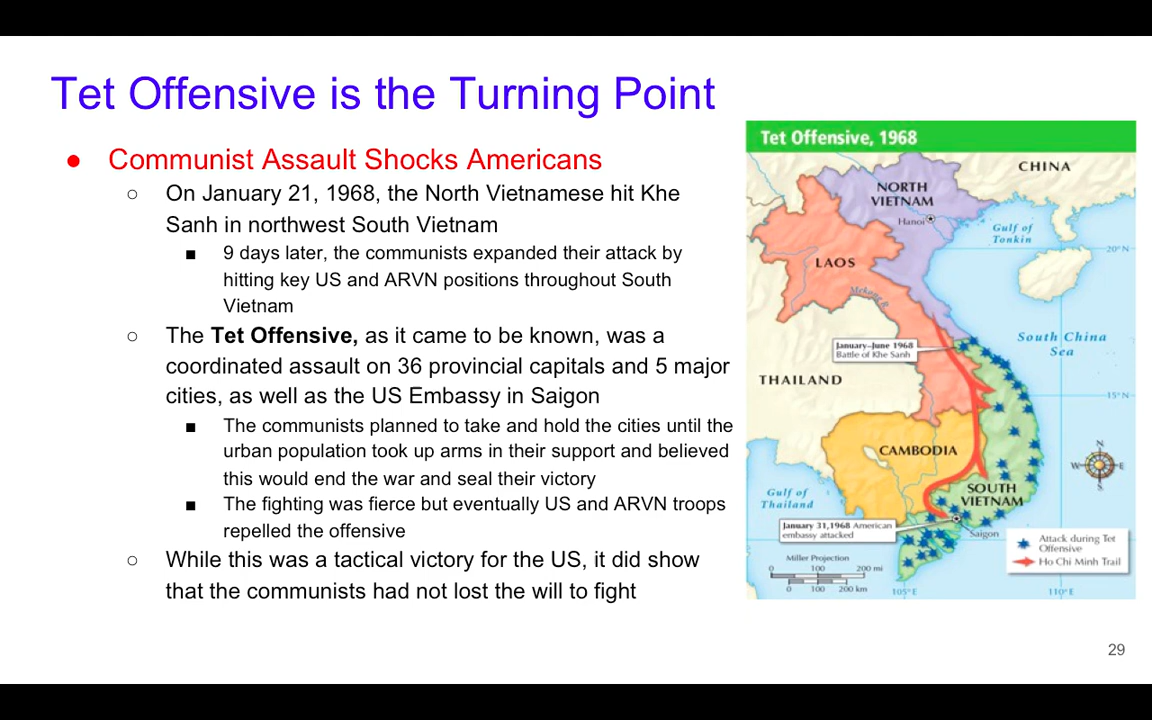 Tet Offensive is the Turning Point
● Communist Assault Shocks Americans
○ On January 21, 1968, the North Vietnamese hit Khe
Sanh in northwest South Vietnam
■ 9 days later, the communists expanded their attack by
hitting key US and ARVN positions throughout South
Vietnam
○ The Tet Offensive, as it came to be known, was a
coordinated assault on 36 provincial capitals and 5 major
cities, as well as the US Embassy in Saigon
■ The communists planned to take and hold the cities until the
urban population took up arms in their support and believed
this would end the war and seal their victory
■ The fighting was fierce but eventually US and ARVN troops
repelled the offensive
○ While this was a tactical victory for the US, it did show
that the communists had not lost the will to fight
Tet Offensive, 1968
CHINA
NORTH
VIETNAM
Hanoi
Gulf of
Tonkin
20°N
LAOS
Mekong R.
January–June 1968
Battle of Khe Sanh
South China
Sea
THAILAND
15°N
CAMBODIA
N
W E
S
Gulf of
Thailand
SOUTH
VIETNAM
January 31, 1968 American
embassy attacked
Saigon
Attack during Tet
Offensive
Ho Chi Minh Trail
Miller Projection
0 100 200 mi
0 100 200 km
105°E
110°E
29